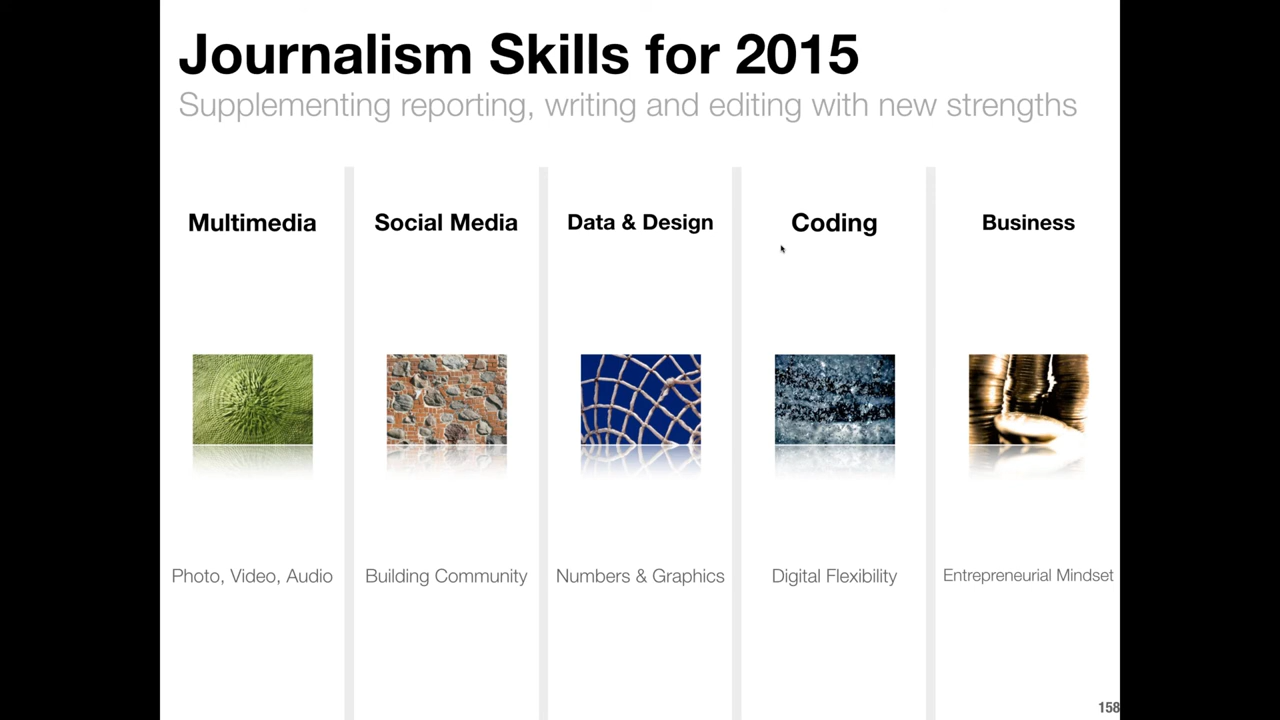 Journalism Skills for 2015
Supplementing reporting, writing and editing with new strengths
Multimedia
Social Media
Data & Design
Coding
Business
Photo, Video, Audio
Building Community
Numbers & Graphics
Digital Flexibility
Entrepreneurial Mindset
158